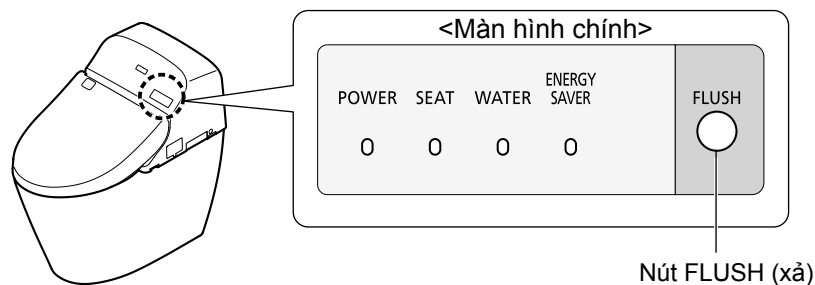 <Màn hình chính>
ENERGY
POWER SEAT WATER SAVER FLUSH
Nút FLUSH (xả)